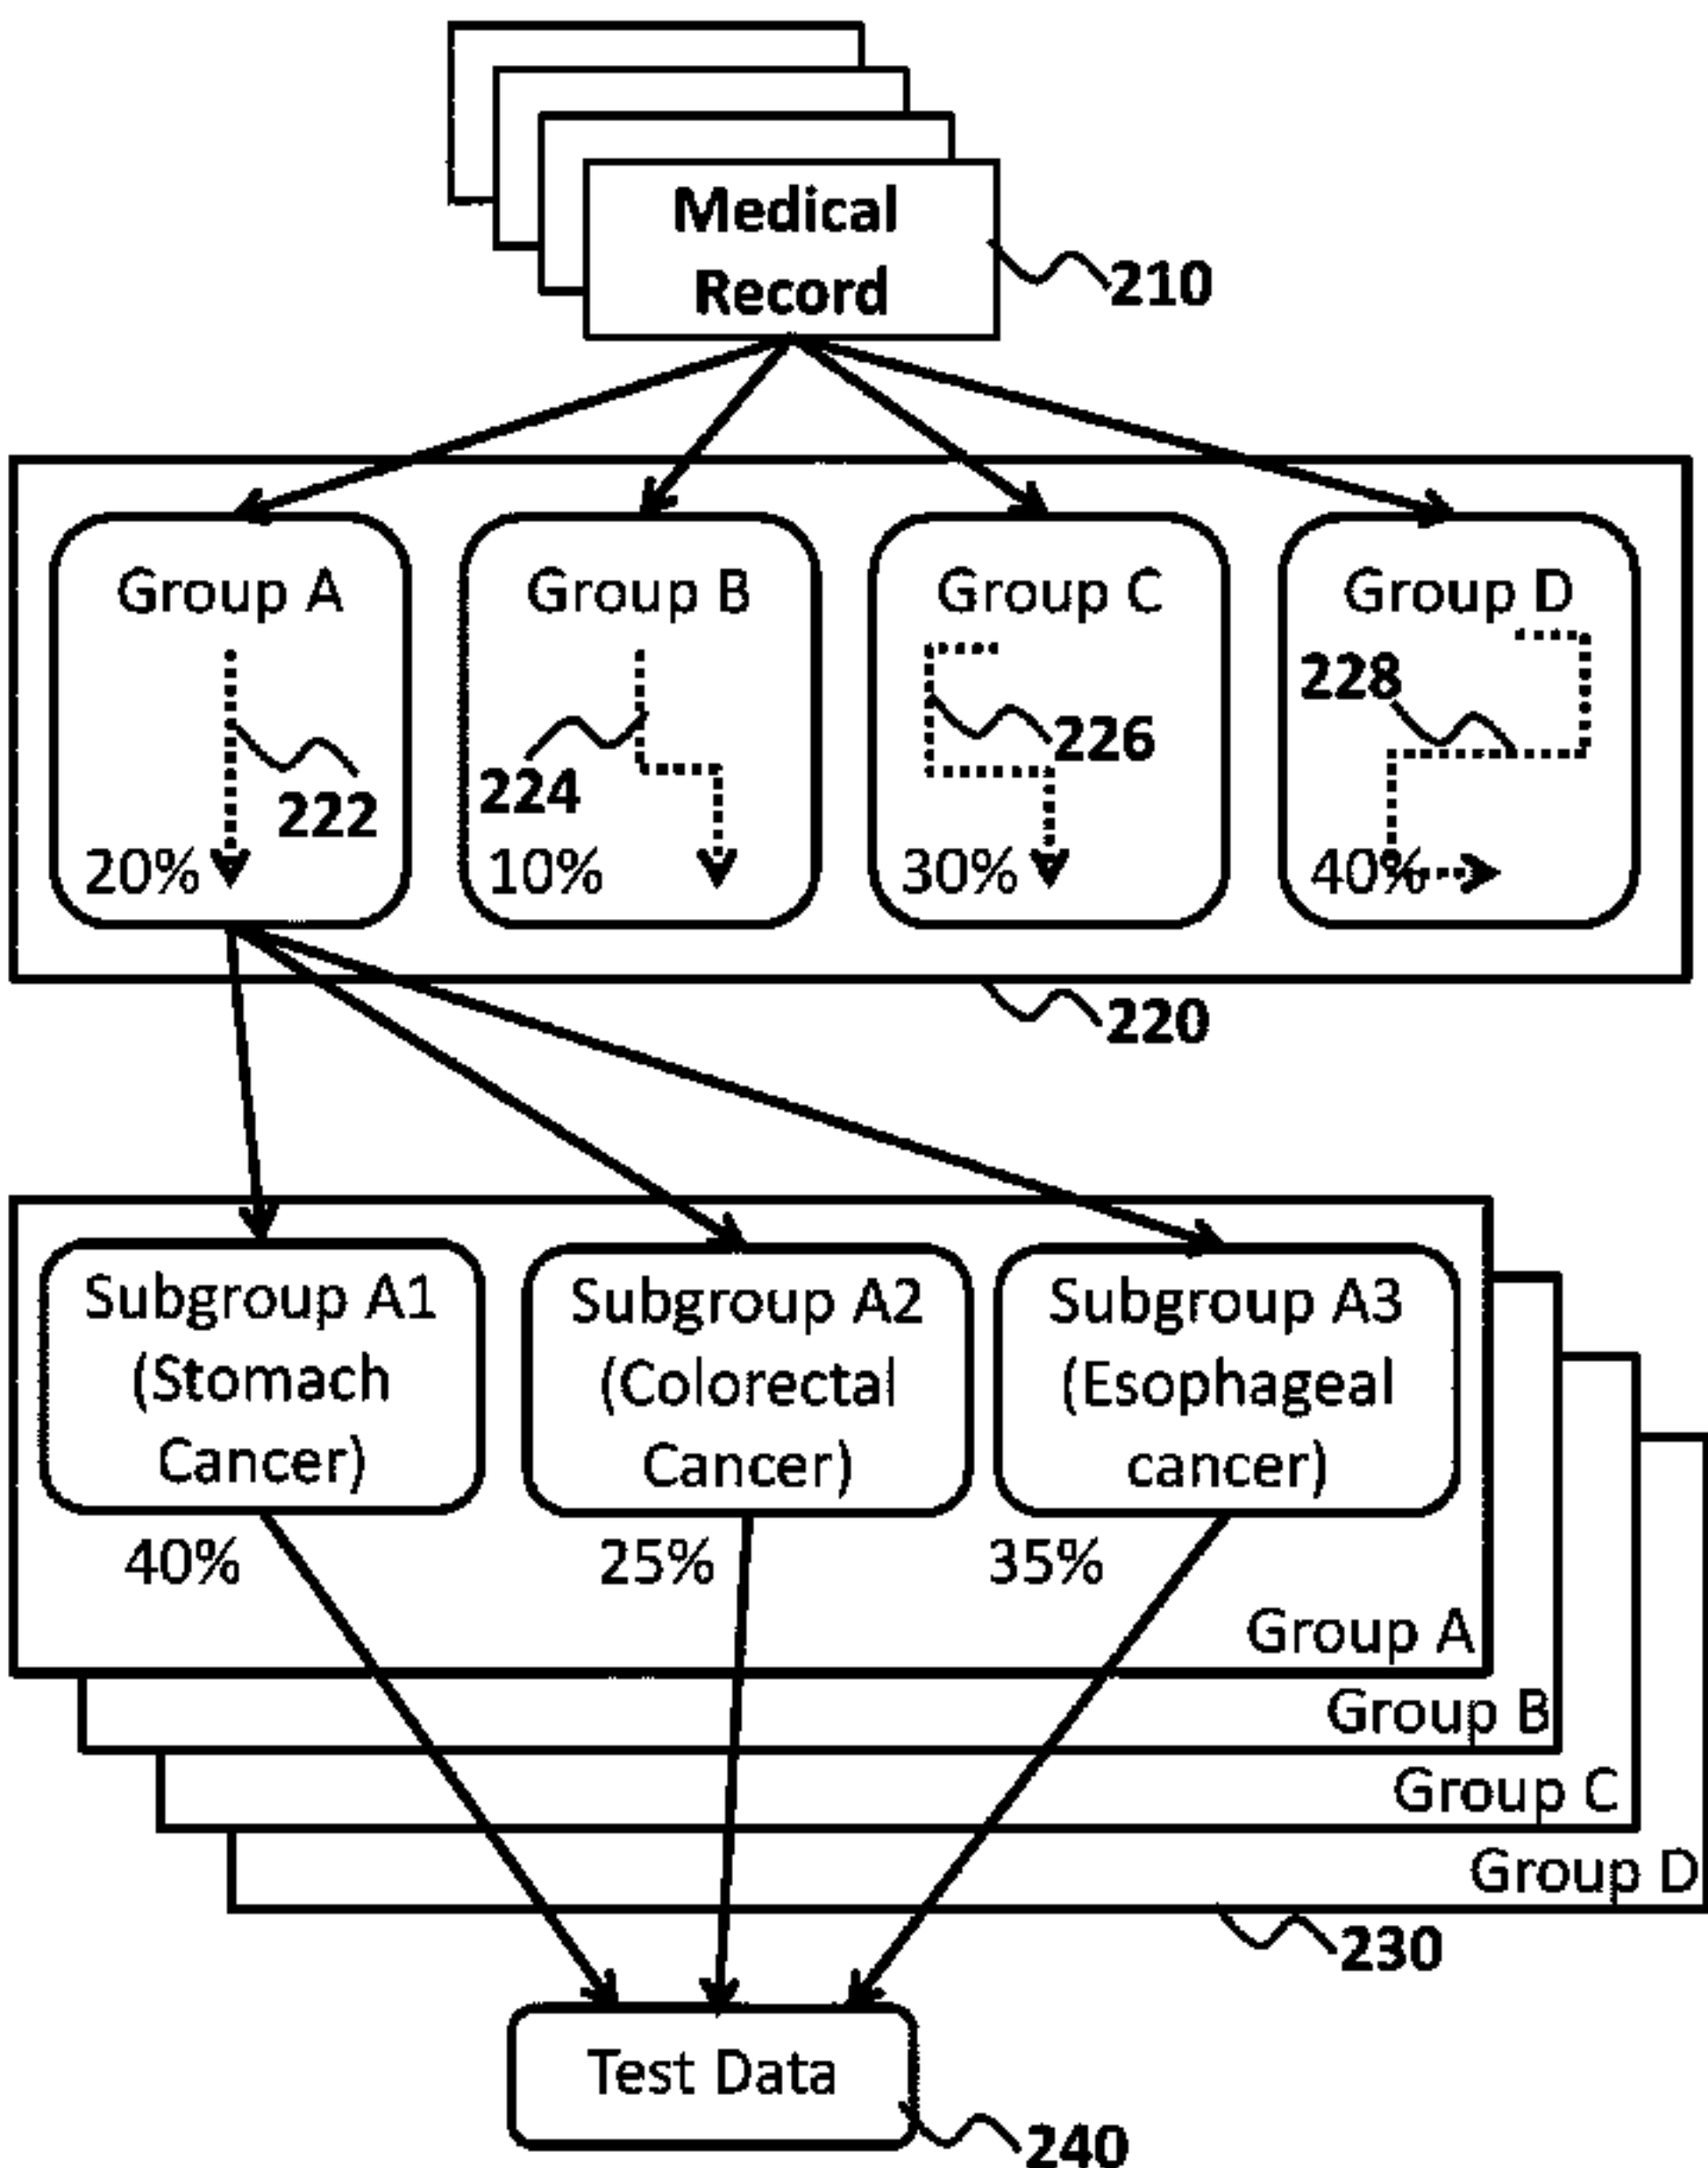 Medical
Record
210
Group A
Group B
Group C
Group D
228
226
224
222
20%
10%
30%
40%
220
Subgroup A1
(Stomach
Cancer)
Subgroup A2
(Colorectal
Cancer)
Subgroup A3
(Esophageal
cancer)
40%
25%
35%
Group A
Group B
Group C
Group D
230
Test Data
240